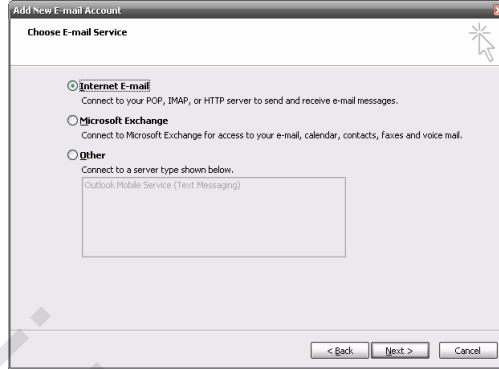 Add New E-mail Account
Choose E-mail Service
Internet E-mail
Connect to your POP, IMAP, or HTTP server to send and receive e-mail messages.
Microsoft Exchange
Connect to Microsoft Exchange for access to your e-mail, calendar, contacts, faxes and voice mail.
Other
Connect to a server type shown below.
Outlook Mobile Service (Text Messaging)
< Back
Next >
Cancel